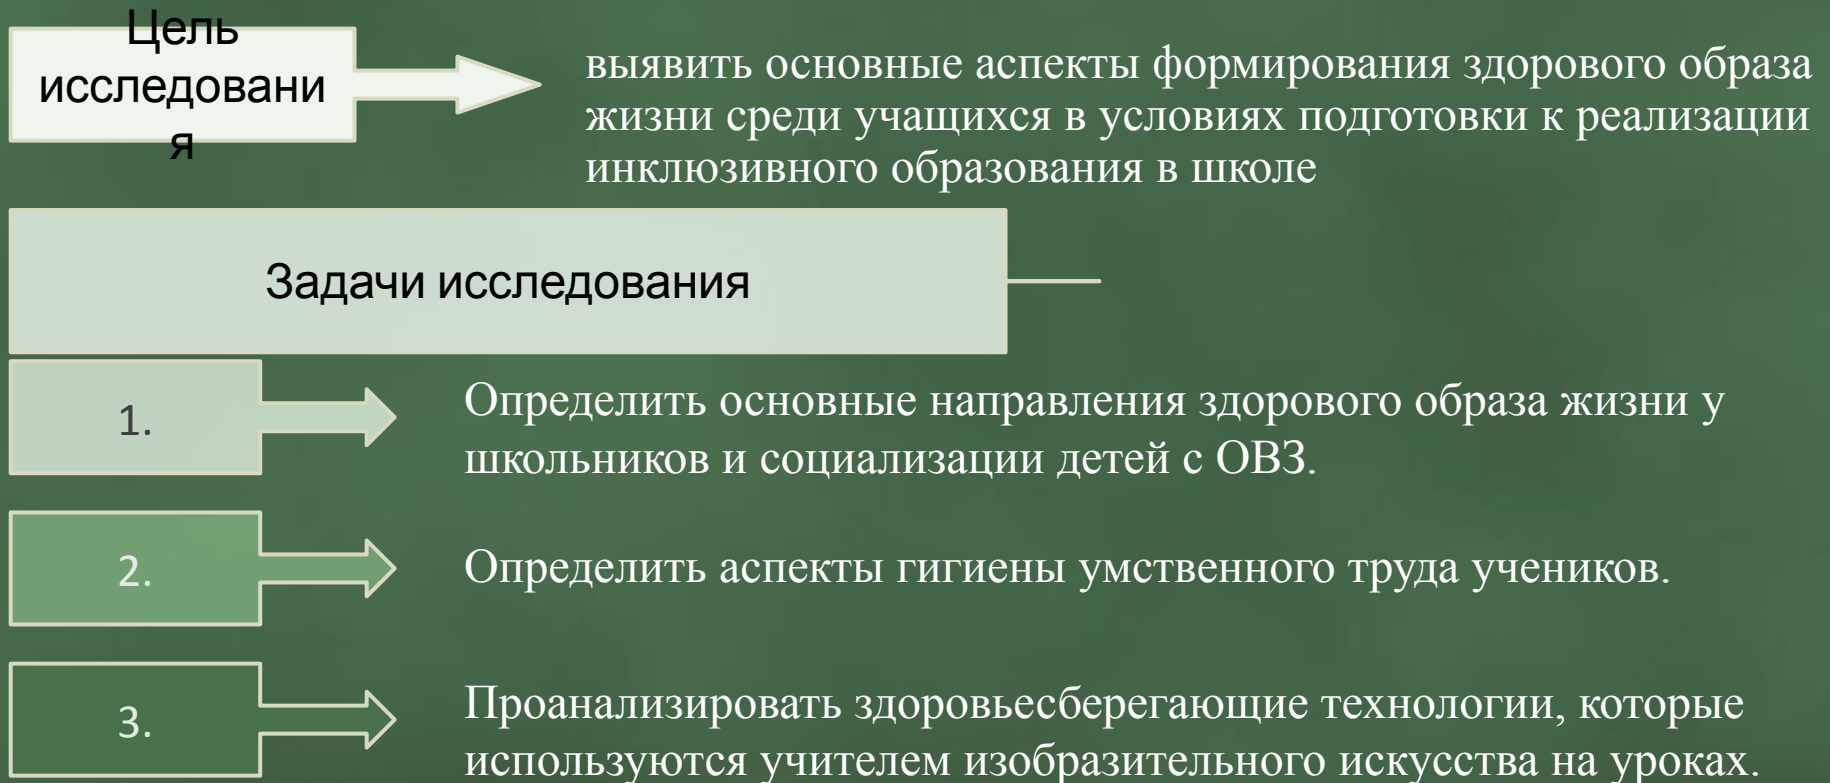 Цель
исследовани
я
выявить основные аспекты формирования здорового образа
жизни среди учащихся в условиях подготовки к реализации
инклюзивного образования в школе
Задачи исследования
1.
Определить основные направления здорового образа жизни у
школьников и социализации детей с ОВЗ.
2.
Определить аспекты гигиены умственного труда учеников.
3.
Проанализировать здоровьесберегающие технологии, которые
используются учителем изобразительного искусства на уроках.